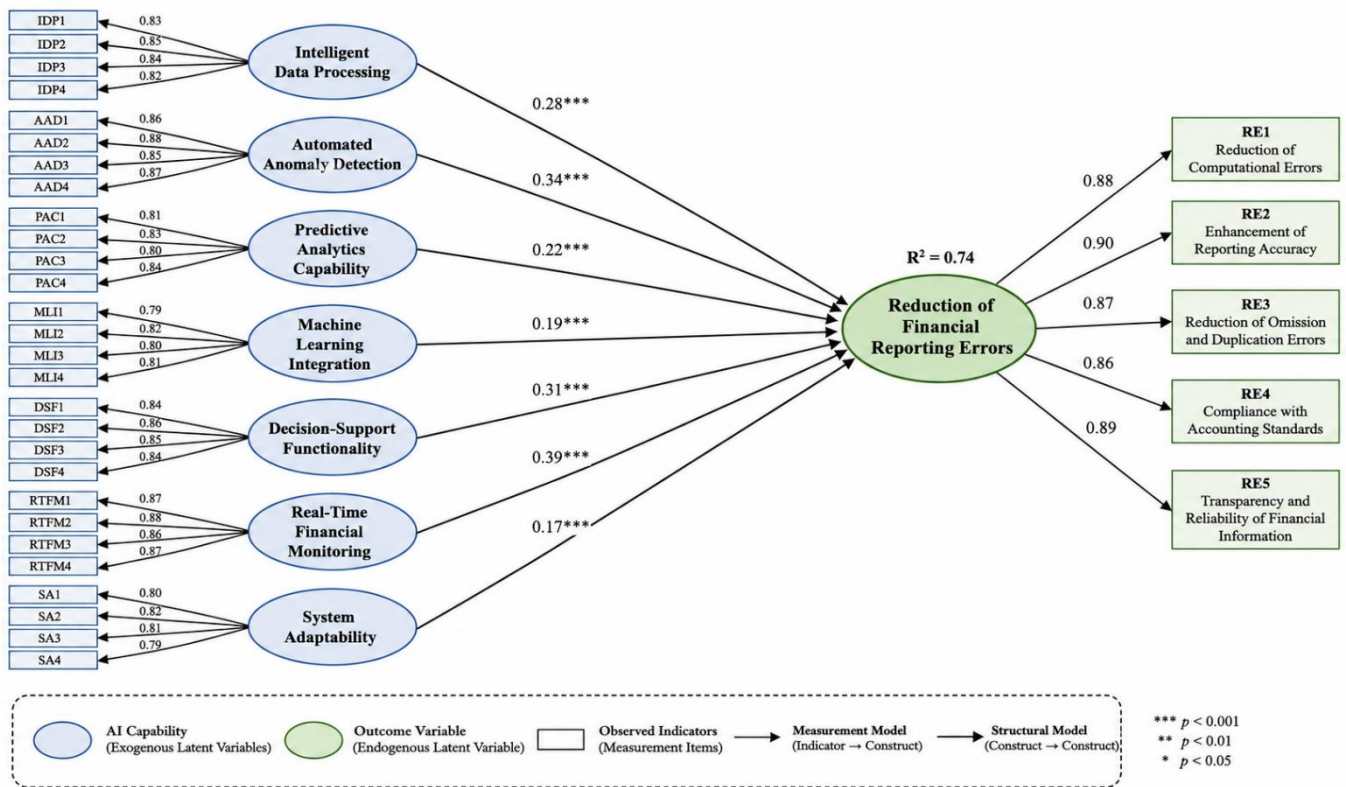 IDP1
IDP2
IDP3
IDP4
0.83
0.85
0.84
0.82
Intelligent
Data Processing
0.28***
AAD1
AAD2
AAD3
AAD4
0.86
0.88
0.85
0.87
Automated
Anomaly Detection
0.34***
PAC1
PAC2
PAC3
PAC4
0.81
0.83
0.80
0.84
Predictive
Analytics
Capability
0.22***
MLI1
MLI2
MLI3
MLI4
0.79
0.82
0.80
0.81
Machine
Learning
Integration
0.19***
DSF1
DSF2
DSF3
DSF4
0.84
0.86
0.85
0.84
Decision-Support
Functionality
0.31***
RTFM1
RTFM2
RTFM3
RTFM4
0.87
0.88
0.86
0.87
Real-Time
Financial
Monitoring
0.39***
SA1
SA2
SA3
SA4
0.80
0.82
0.81
0.79
System
Adaptability
0.17***
R² = 0.74
Reduction of
Financial
Reporting Errors
0.88
0.90
0.87
0.86
0.89
RE1
Reduction of
Computational Errors
RE2
Enhancement of
Reporting Accuracy
RE3
Reduction of Omission
and Duplication Errors
RE4
Compliance with
Accounting Standards
RE5
Transparency and
Reliability of Financial
Information
AI Capability
(Exogenous Latent Variables)
Outcome Variable
(Endogenous Latent Variable)
Observed Indicators
(Measurement Items)
Measurement Model
(Indicator → Construct)
Structural Model
(Construct → Construct)
*** p < 0.001
** p < 0.01
* p < 0.05